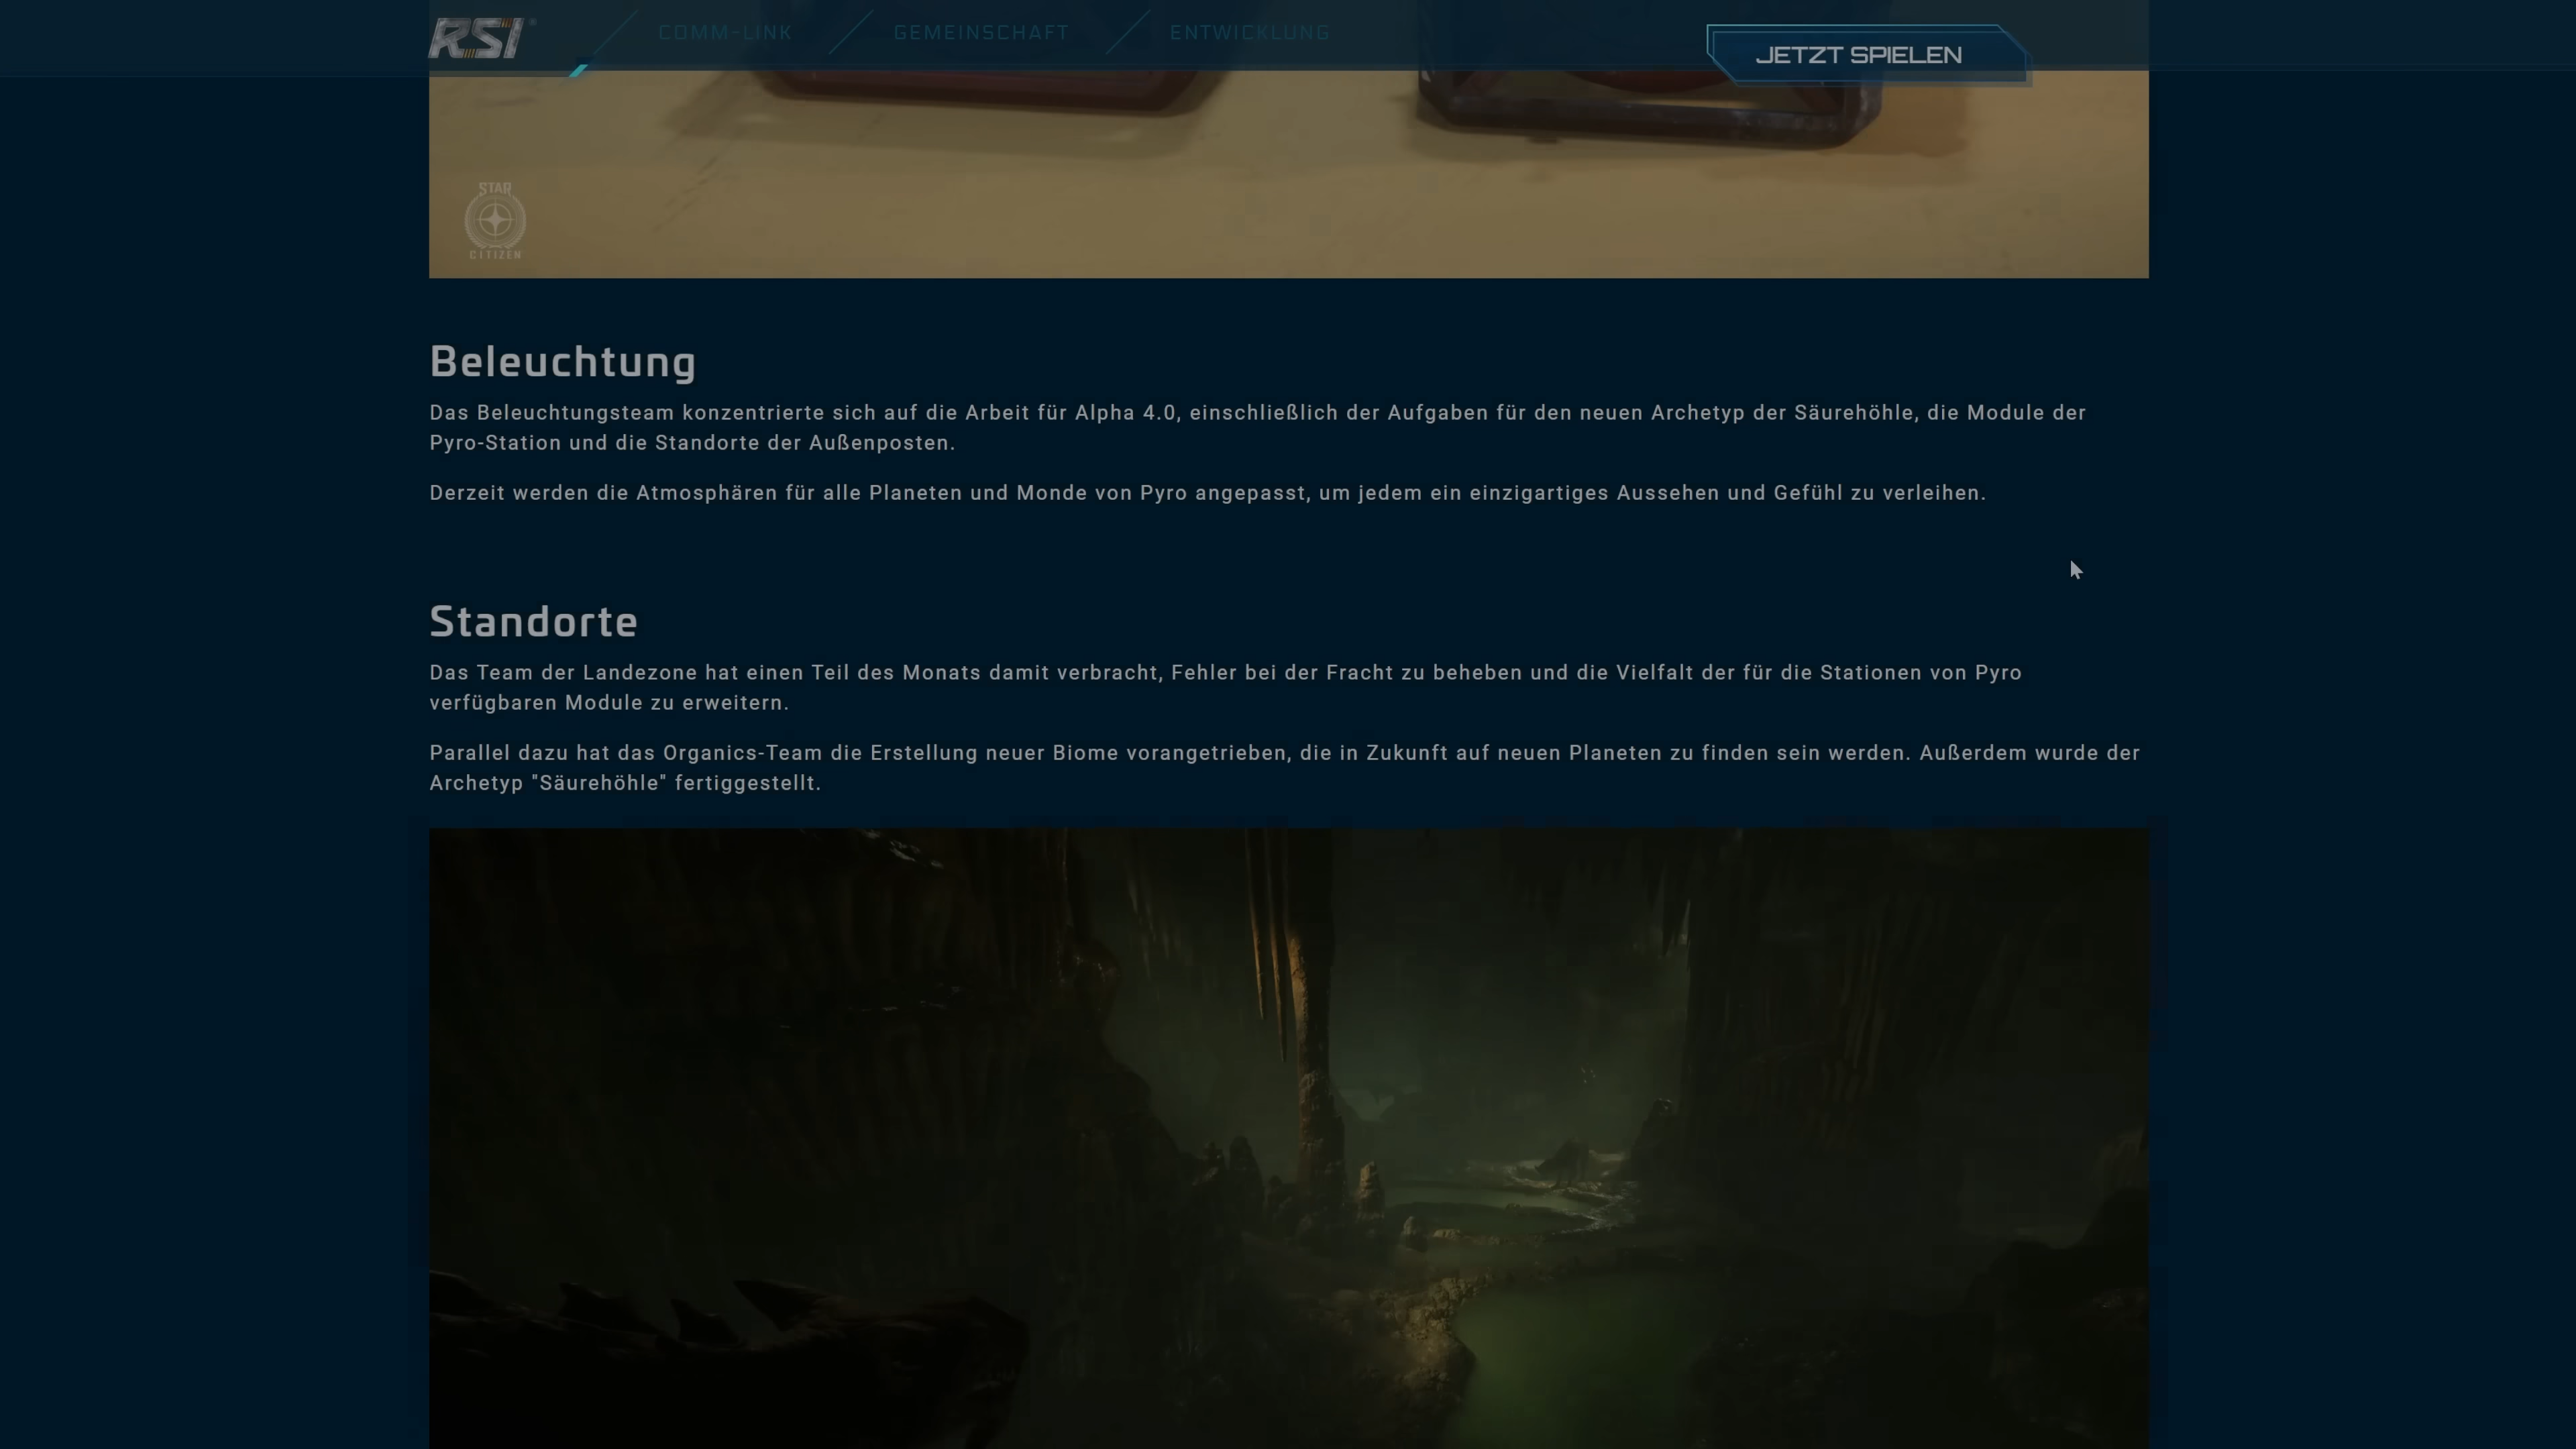 RSI
COMM-LINK
GEMEINSCHAFT
ENTWICKLUNG
JETZT SPIELEN
STAR
CITIZEN
Beleuchtung
Das Beleuchtungsteam konzentrierte sich auf die Arbeit für Alpha 4.0, einschließlich der Aufgaben für den neuen Archetyp der Säurehöhle, die Module der
Pyro-Station und die Standorte der Außenposten.
Derzeit werden die Atmosphären für alle Planeten und Monde von Pyro angepasst, um jedem ein einzigartiges Aussehen und Gefühl zu verleihen.
Standorte
Das Team der Landezone hat einen Teil des Monats damit verbracht, Fehler bei der Fracht zu beheben und die Vielfalt der für die Stationen von Pyro
verfügbaren Module zu erweitern.
Parallel dazu hat das Organics-Team die Erstellung neuer Biome vorangetrieben, die in Zukunft auf neuen Planeten zu finden sein werden. Außerdem wurde der
Archetyp "Säurehöhle" fertiggestellt.